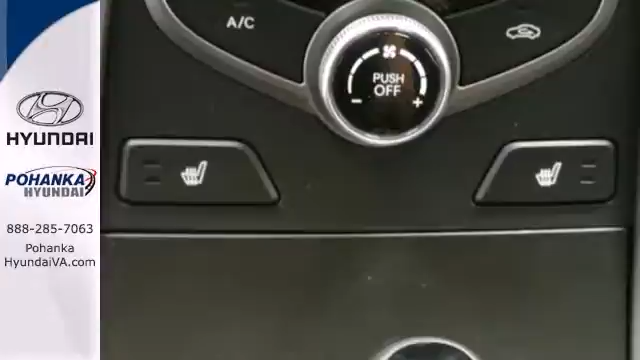 A/C
PUSH
OFF
- +
HYUNDAI
POHANKA
HYUNDAI
888-285-7063
Pohanka
HyundaiVA.com